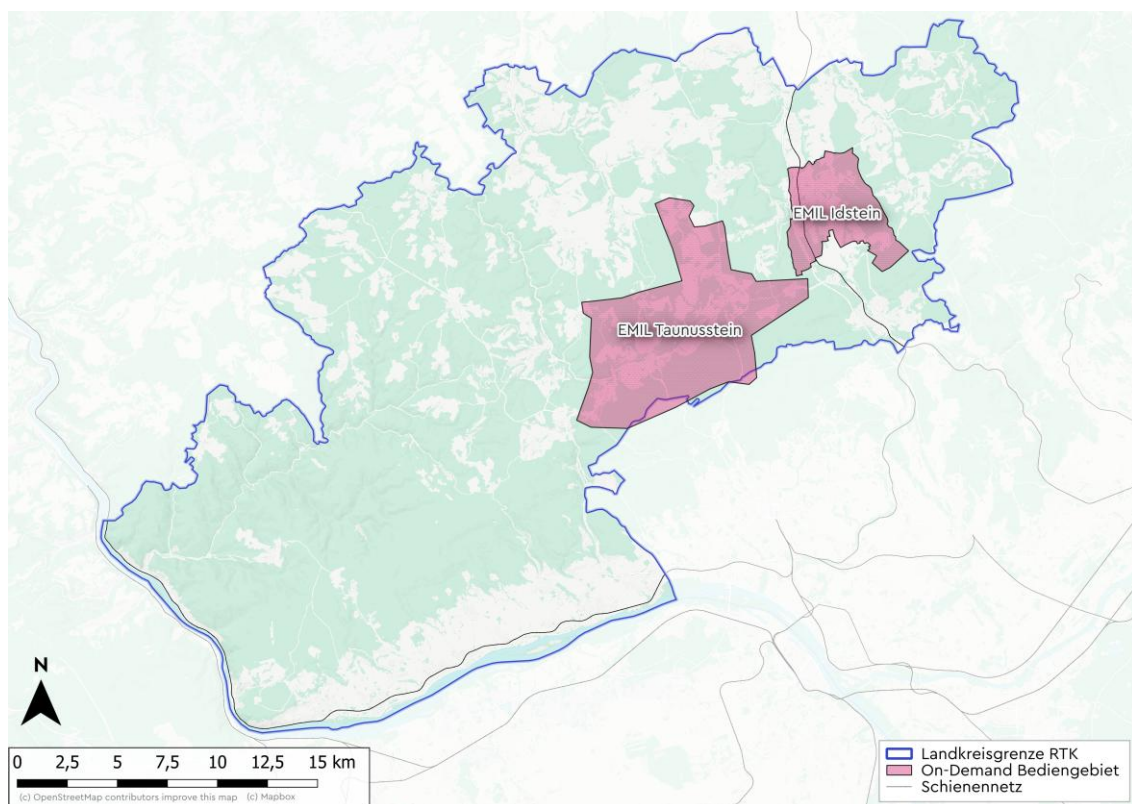 EMIL Idstein
EMIL Taunusstein
N
0 2,5 5 7,5 10 12,5 15 km
(c) OpenStreetMap contributors improve this map (c) Mapbox
Landkreisgrenze RTK
On-Demand Bediengebiet
Schienennetz